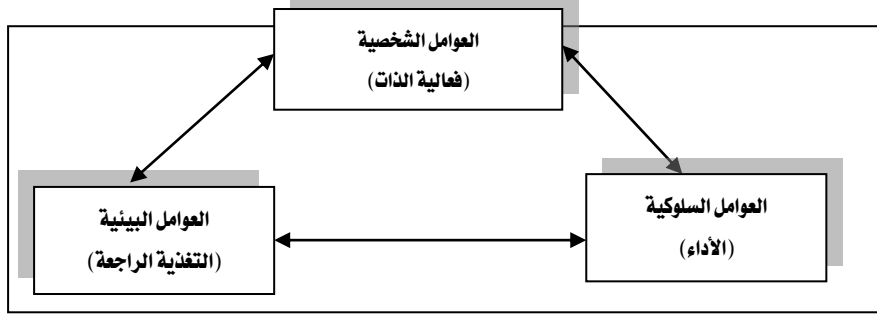 العوامل الشخصية
(فعالية الذات)
العوامل السلوكية
(الأداء)
العوامل البيئية
(التغذية الراجعة)